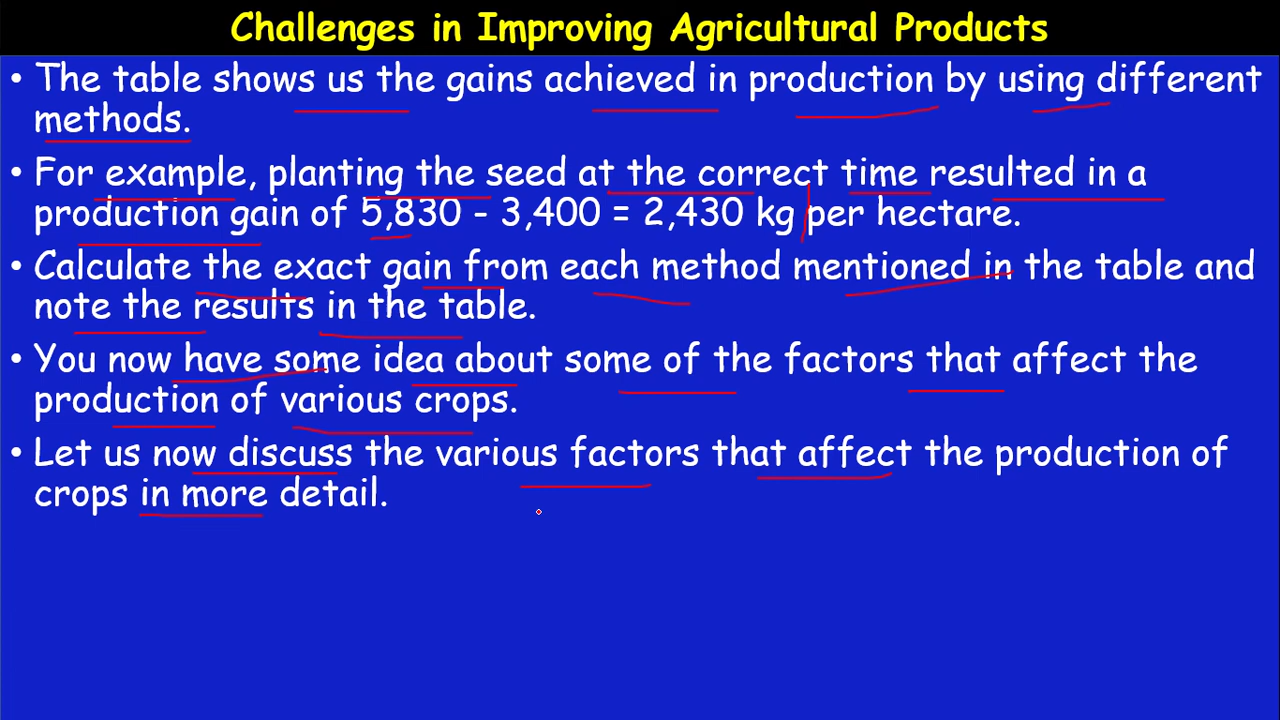 Challenges in Improving Agricultural Products
• The table shows us the gains achieved in production by using different
methods.
• For example, planting the seed at the correct time resulted in a
production gain of 5,830 - 3,400 = 2,430 kg per hectare.
• Calculate the exact gain from each method mentioned in the table and
note the results in the table.
• You now have some idea about some of the factors that affect the
production of various crops.
• Let us now discuss the various factors that affect the production of
crops in more detail.